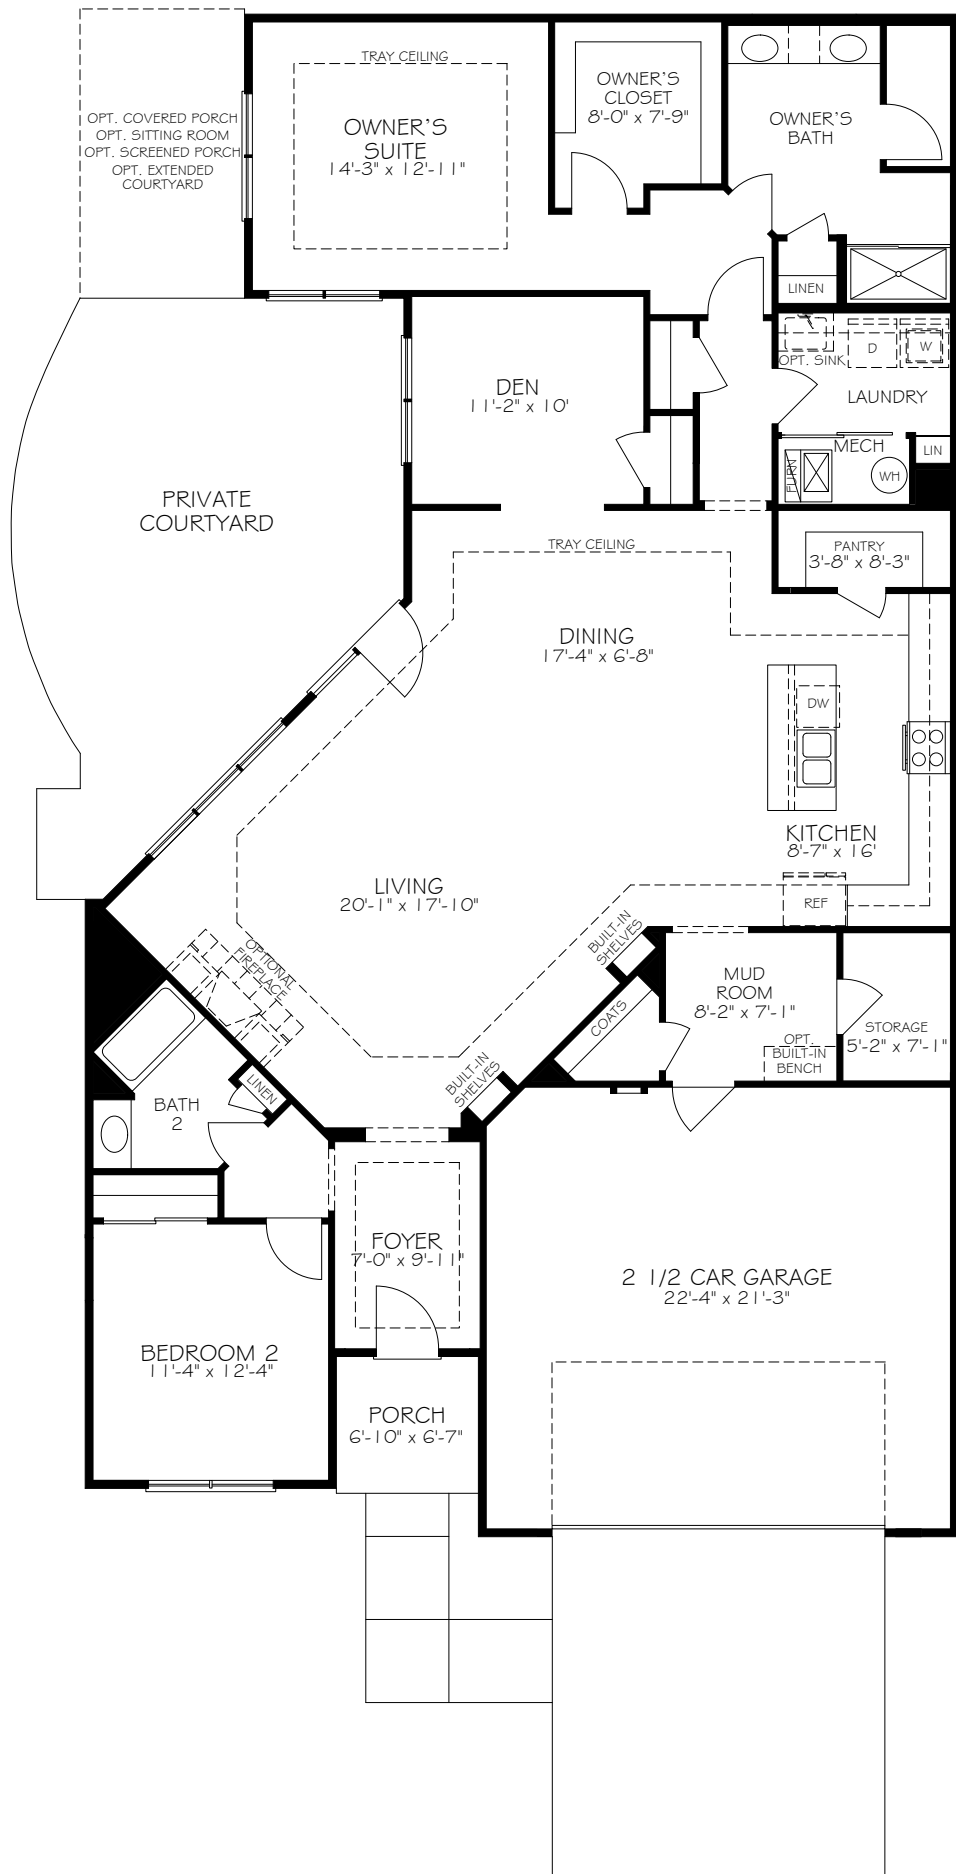 TRAY CEILING
OWNER'S
SUITE
14'-3" x 12'-11"
OPT. COVERED PORCH
OPT. SITTING ROOM
OPT. SCREENED PORCH
OPT. EXTENDED
COURTYARD
OWNER'S
CLOSET
8'-0" x 7'-9"
OWNER'S
BATH
LINEN
OPT. SINK
D
W
LAUNDRY
MECH
FURN
WH
LIN
DEN
11'-2" x 10'
PRIVATE
COURTYARD
TRAY CEILING
PANTRY
3'-8" x 8'-3"
DINING
17'-4" x 6'-8"
DW
KITCHEN
8'-7" x 16'
REF
LIVING
20'-1" x 17'-10"
OPTIONAL
FIREPLACE
BUILT-IN
SHELVES
MUD
ROOM
8'-2" x 7'-1"
OPT.
BUILT-IN
BENCH
STORAGE
5'-2" x 7'-1"
COATS
BUILT-IN
SHELVES
LINEN
BATH
2
FOYER
7'-0" x 9'-11"
2 1/2 CAR GARAGE
22'-4" x 21'-3"
BEDROOM 2
11'-4" x 12'-4"
PORCH
6'-10" x 6'-7"